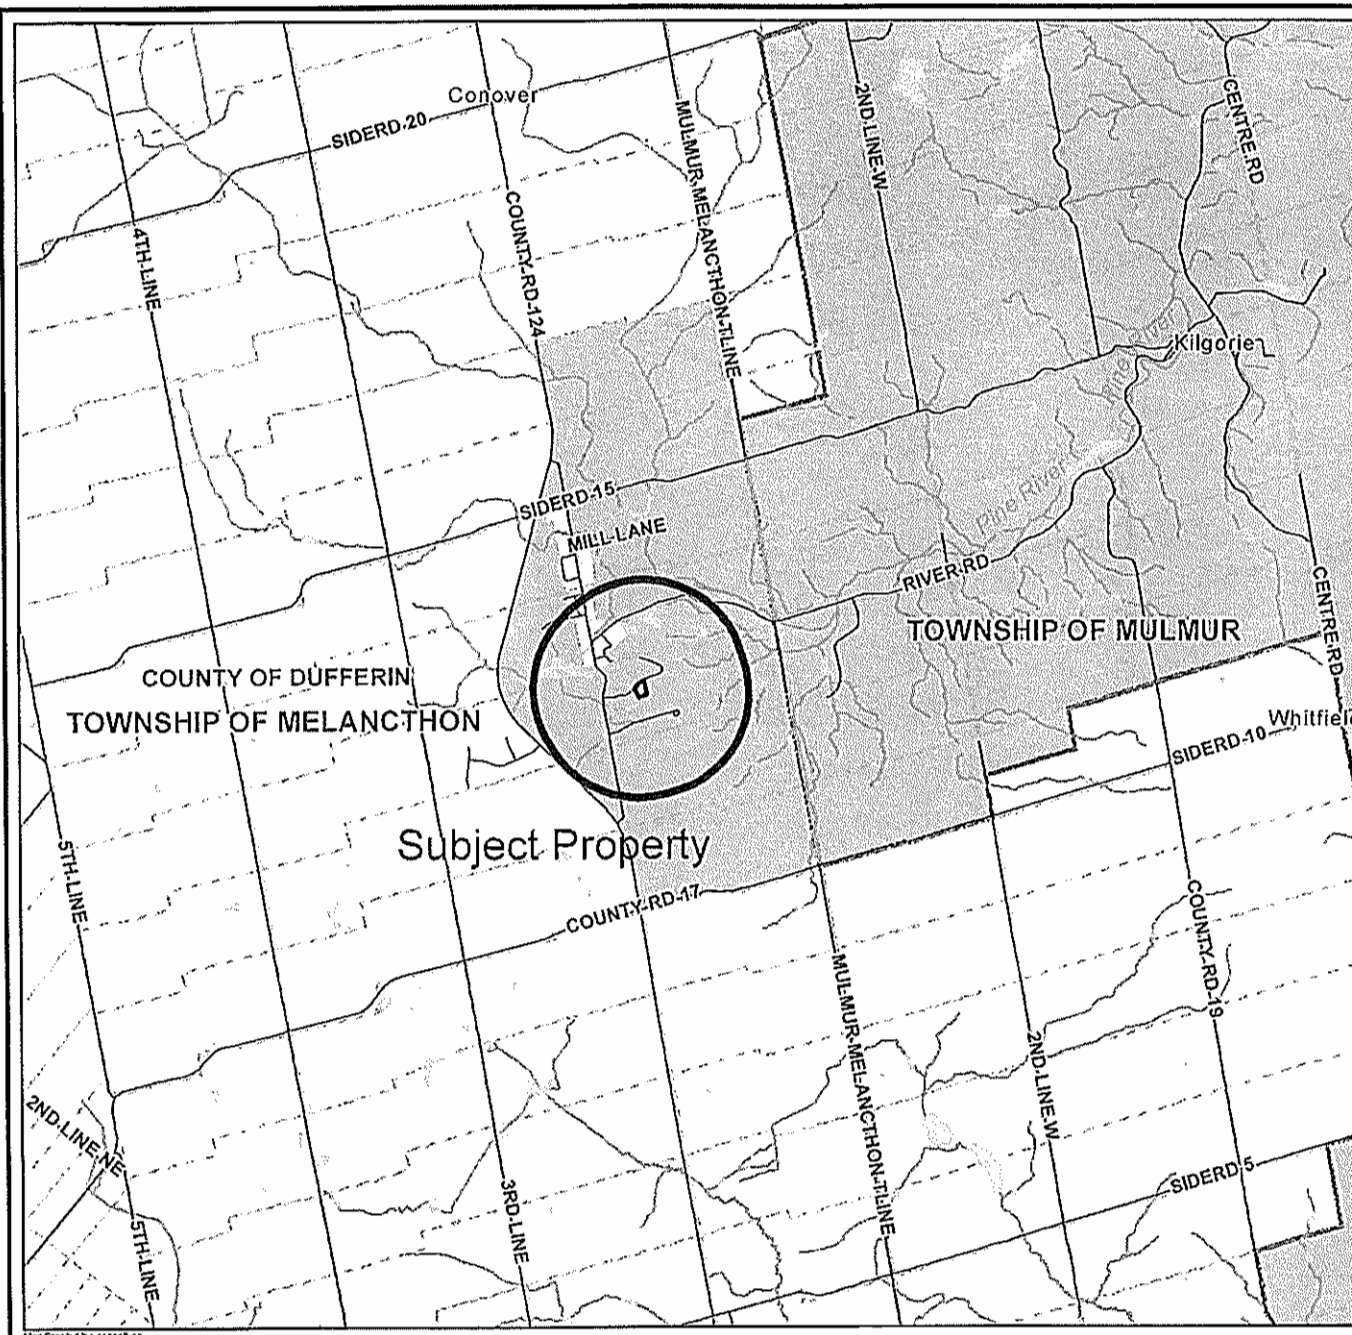 Conover
SIDERD 20
2ND LINE W
CENTRE RD
MULMUR-MELANCTHON TLINE
COUNTY RD 124
4TH LINE
Kilgorie
Pine River
SIDERD 15
Pine River
MILL LANE
RIVER RD
CENTRE RD
TOWNSHIP OF MULMUR
COUNTY OF DUFFERIN
TOWNSHIP OF MELANCTHON
Whitfield
SIDERD 10
Subject Property
5TH LINE
COUNTY RD 17
COUNTY RD 19
MULMUR-MELANCTHON TLINE
2ND LINE W
2ND LINE NE
SIDERD 5
3RD LINE
5TH LINE